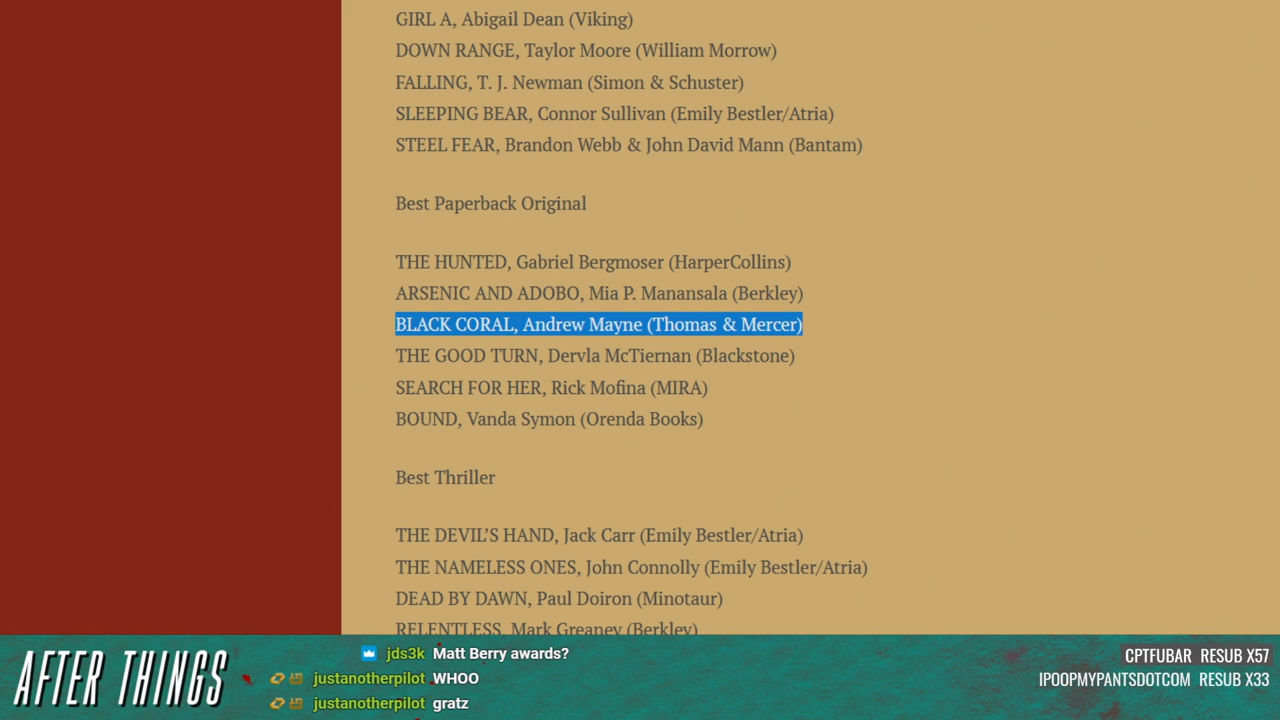 GIRL A, Abigail Dean (Viking)
DOWN RANGE, Taylor Moore (William Morrow)
FALLING, T. J. Newman (Simon & Schuster)
SLEEPING BEAR, Connor Sullivan (Emily Bestler/Atria)
STEEL FEAR, Brandon Webb & John David Mann (Bantam)
Best Paperback Original
THE HUNTED, Gabriel Bergmoser (HarperCollins)
ARSENIC AND ADOBO, Mia P. Manansala (Berkley)
BLACK CORAL, Andrew Mayne (Thomas & Mercer)
THE GOOD TURN, Dervla McTiernan (Blackstone)
SEARCH FOR HER, Rick Mofina (MIRA)
BOUND, Vanda Symon (Orenda Books)
Best Thriller
THE DEVIL'S HAND, Jack Carr (Emily Bestler/Atria)
THE NAMELESS ONES, John Connolly (Emily Bestler/Atria)
DEAD BY DAWN, Paul Doiron (Minotaur)
RELENTLESS, Mark Greaney (Berkley)
AFTER THINGS
jds3k Matt Berry awards?
justanotherpilot WHOO
justanotherpilot gratz
CPTFUBAR RESUB X57
IPOOPMYPANTSDOTCOM RESUB X33